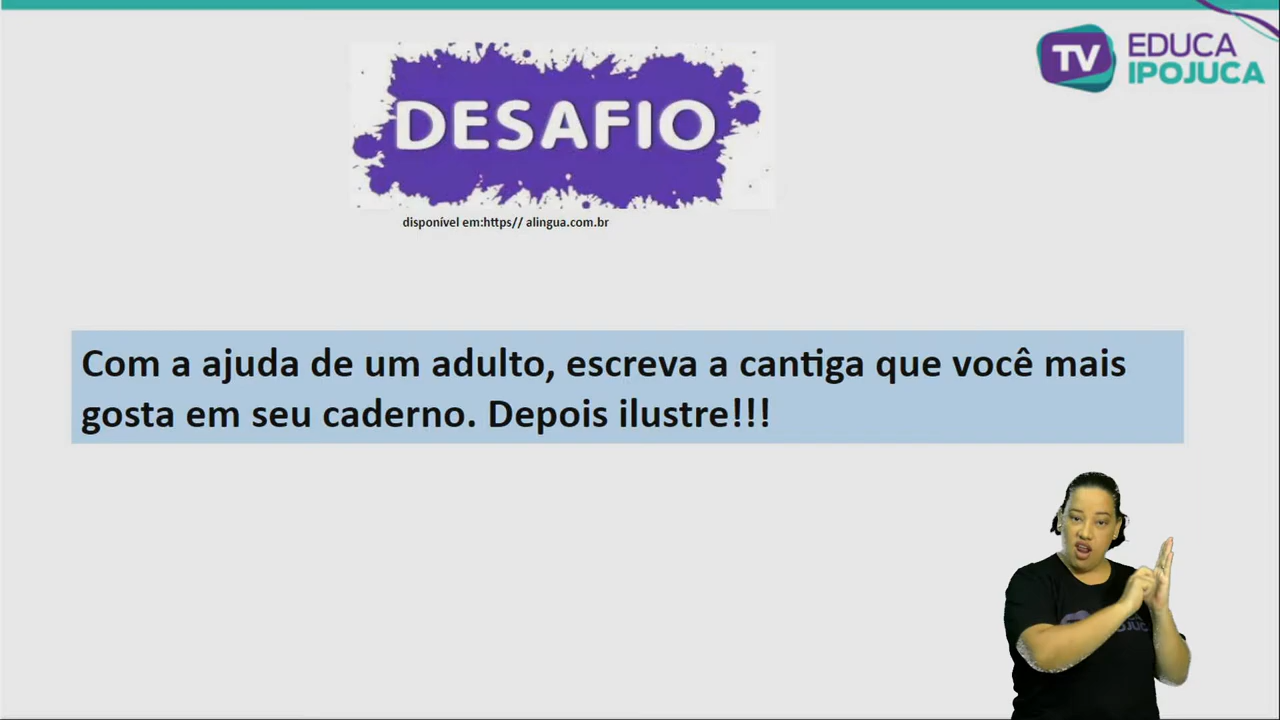 TV EDUCA
IPOJUCA
DESAFIO
disponível em:https// alingua.com.br
Com a ajuda de um adulto, escreva a cantiga que você mais
gosta em seu caderno. Depois ilustre!!!